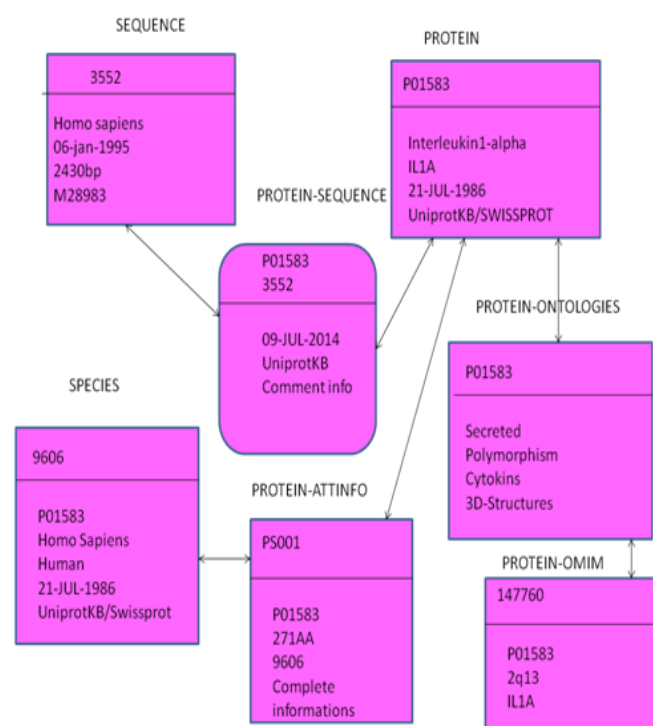 SEQUENCE
3552
Homo sapiens
06-jan-1995
2430bp
M28983
PROTEIN
P01583
Interleukin1-alpha
IL1A
21-JUL-1986
UniprotKB/SWISSPROT
PROTEIN-SEQUENCE
P01583
3552
09-JUL-2014
UniprotKB
Comment info
PROTEIN-ONTOLOGIES
P01583
Secreted
Polymorphism
Cytokins
3D-Structures
SPECIES
9606
P01583
Homo Sapiens
Human
21-JUL-1986
UniprotKB/Swissprot
PROTEIN-ATTINFO
PS001
P01583
271AA
9606
Complete
informations
PROTEIN-OMIM
147760
P01583
2q13
IL1A